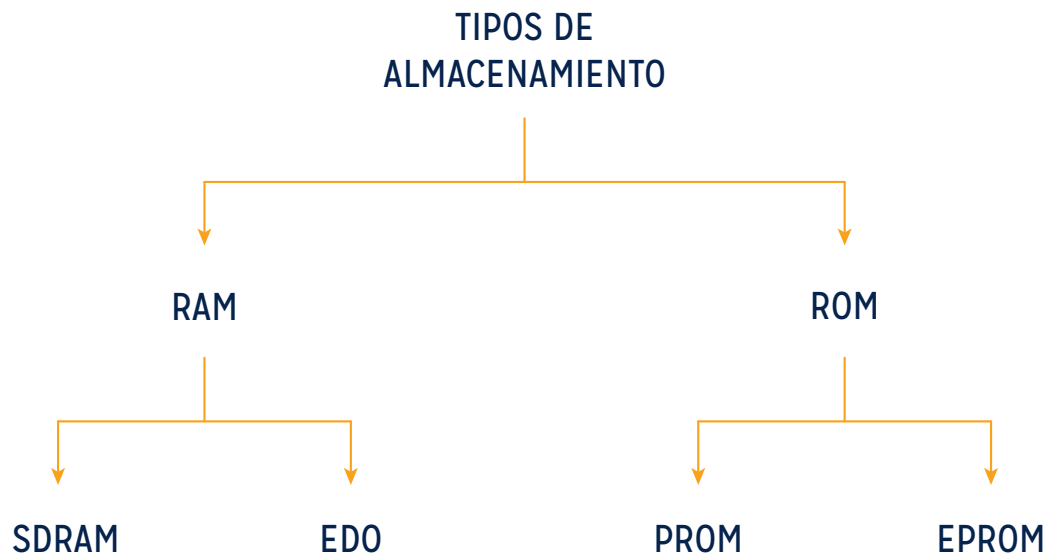 TIPOS DE
ALMACENAMIENTO
RAM
ROM
SDRAM
EDO
PROM
EPROM